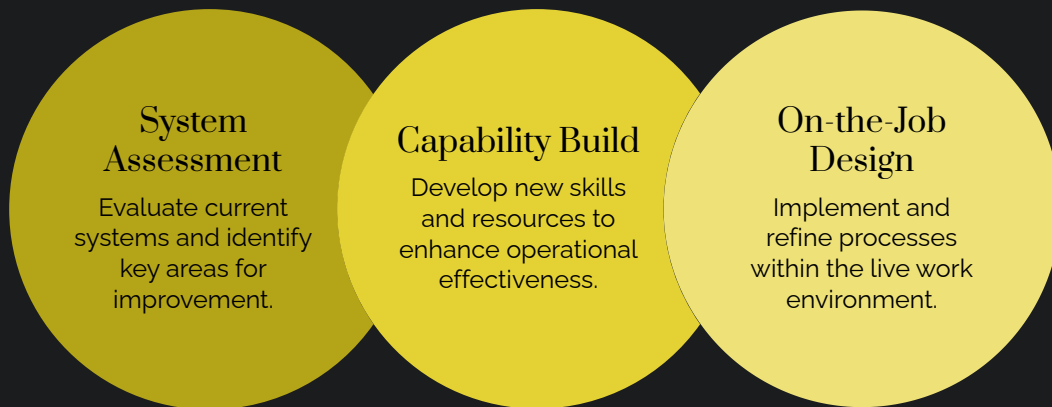 System
Assessment
Evaluate current
systems and identify
key areas for
improvement.
Capability Build
Develop new skills
and resources to
enhance operational
effectiveness.
On-the-Job
Design
Implement and
refine processes
within the live work
environment.